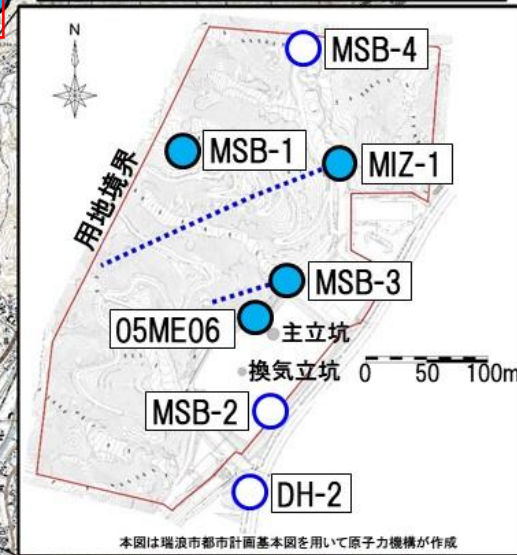 N
MSB-4
MSB-1
MIZ-1
用地境界
MSB-3
05ME06
主立坑
換気立坑
0 50 100m
MSB-2
DH-2
本図は瑞浪市都市計画基本図を用いて原子力機構が作成